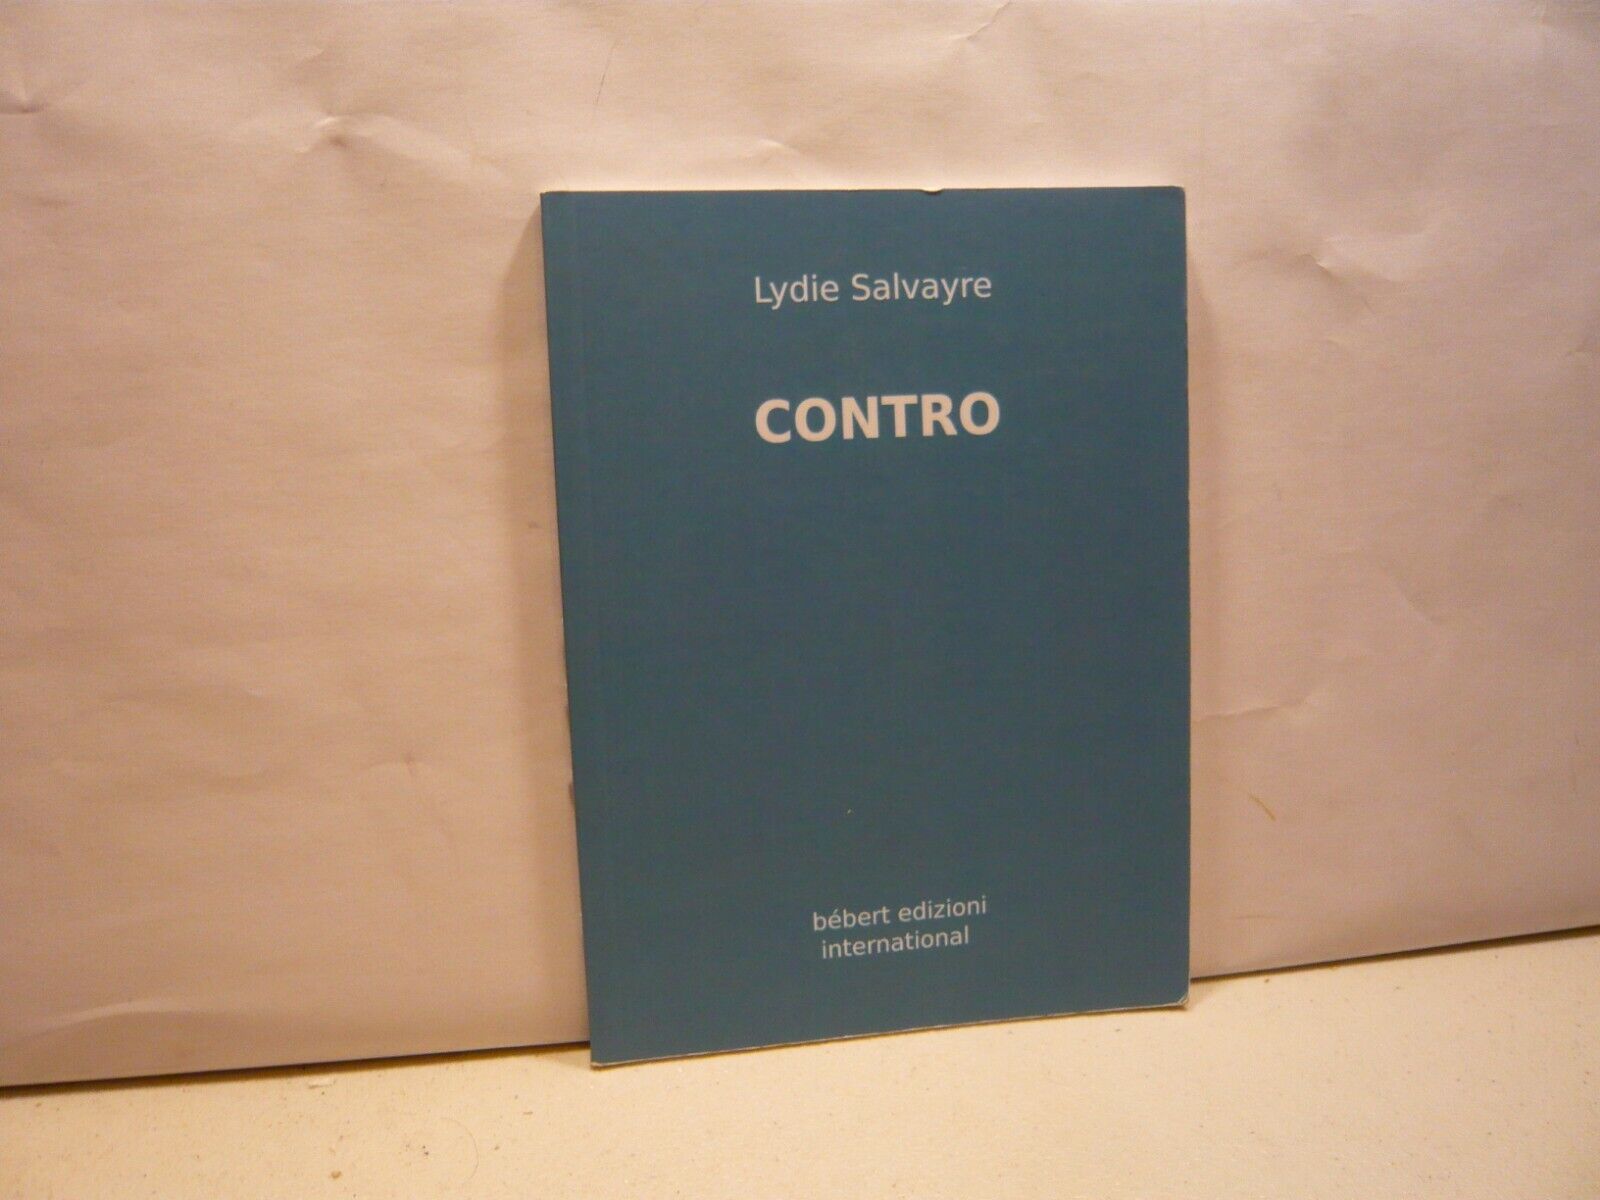 Lydie Salvayre
CONTRO
bébert edizioni
international